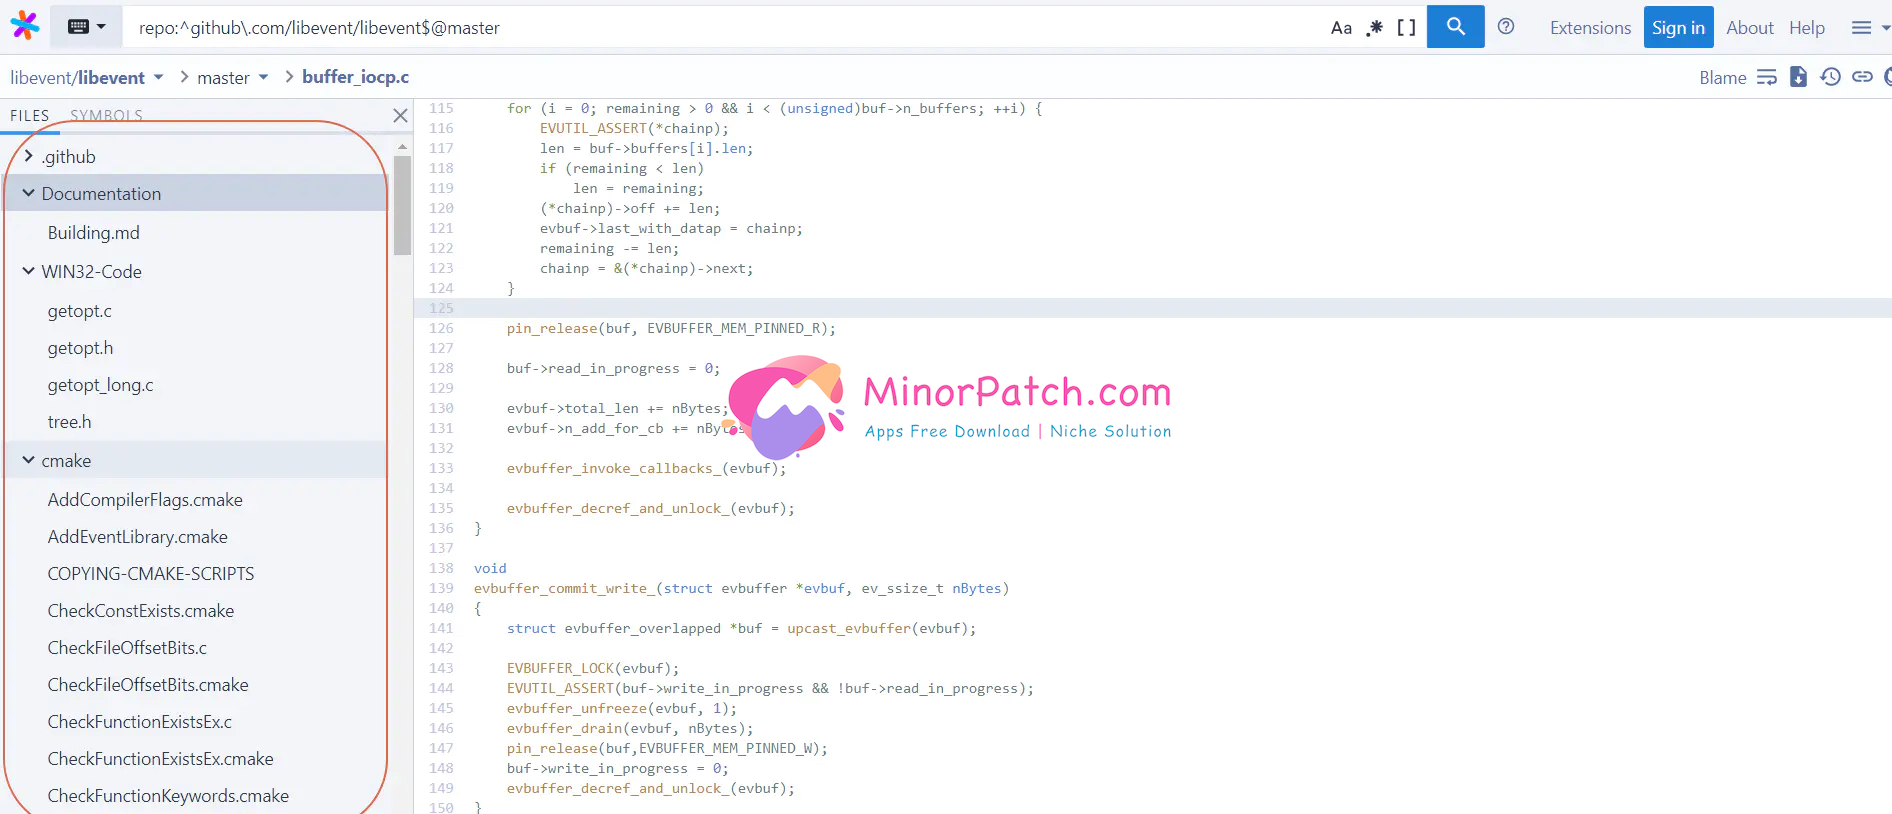 repo:^github\.com/libevent/libevent$@master
Aa .* [ ]
Extensions Sign in About Help
libevent/libevent > master > buffer_iocp.c
Blame
FILES SYMBOLS
.github
Documentation
Building.md
WIN32-Code
getopt.c
getopt.h
getopt_long.c
tree.h
cmake
AddCompilerFlags.cmake
AddEventLibrary.cmake
COPYING-CMAKE-SCRIPTS
CheckConstExists.cmake
CheckFileOffsetBits.c
CheckFileOffsetBits.cmake
CheckFunctionExistsEx.c
CheckFunctionExistsEx.cmake
CheckFunctionKeywords.cmake
115 for (i = 0; remaining > 0 && i < (unsigned)buf->n_buffers; ++i) {
116 EVUTIL_ASSERT(*chainp);
117 len = buf->buffers[i].len;
118 if (remaining < len)
119 len = remaining;
120 (*chainp)->off += len;
121 evbuf->last_with_datap = chainp;
122 remaining -= len;
123 chainp = &(*chainp)->next;
124 }
125
126 pin_release(buf, EVBUFFER_MEM_PINNED_R);
127
128 buf->read_in_progress = 0;
129
130 evbuf->total_len += nBytes;
131 evbuf->n_add_for_cb += nBytes
132
133 evbuffer_invoke_callbacks_(evbuf);
134
135 evbuffer_decref_and_unlock_(evbuf);
136 }
137
138 void
139 evbuffer_commit_write_(struct evbuffer *evbuf, ev_ssize_t nBytes)
140 {
141 struct evbuffer_overlapped *buf = upcast_evbuffer(evbuf);
142
143 EVBUFFER_LOCK(evbuf);
144 EVUTIL_ASSERT(buf->write_in_progress && !buf->read_in_progress);
145 evbuffer_unfreeze(evbuf, 1);
146 evbuffer_drain(evbuf, nBytes);
147 pin_release(buf,EVBUFFER_MEM_PINNED_W);
148 buf->write_in_progress = 0;
149 evbuffer_decref_and_unlock_(evbuf);
150 }
MinorPatch.com
Apps Free Download | Niche Solution